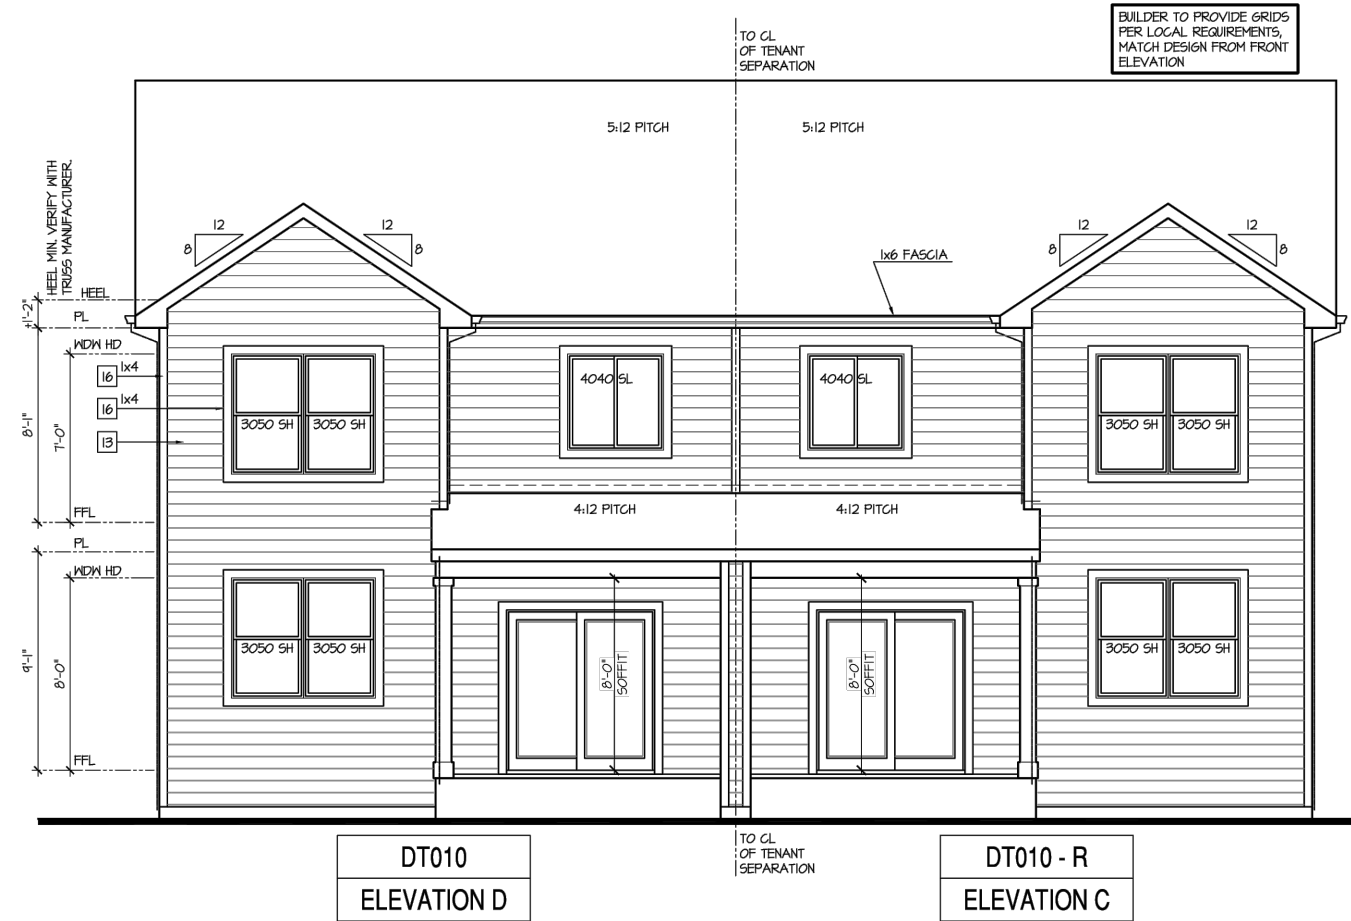 BUILDER TO PROVIDE GRIDS
PER LOCAL REQUIREMENTS,
MATCH DESIGN FROM FRONT
ELEVATION
TO CL
OF TENANT
SEPARATION
5:12 PITCH
5:12 PITCH
HEEL MIN. VERIFY WITH
TRUSS MANUFACTURER.
12
8
12
8
12
8
12
8
1x6 FASCIA
HEEL
±1'-2"
PL
WDW HD
16
1x4
16
1x4
13
8'-1"
7'-0"
3050 SH
3050 SH
4040 SL
4040 SL
3050 SH
3050 SH
4:12 PITCH
4:12 PITCH
FFL
PL
WDW HD
9'-1"
8'-0"
3050 SH
3050 SH
8'-0"
SOFFIT
8'-0"
SOFFIT
3050 SH
3050 SH
FFL
TO CL
OF TENANT
SEPARATION
DT010
ELEVATION D
DT010 - R
ELEVATION C